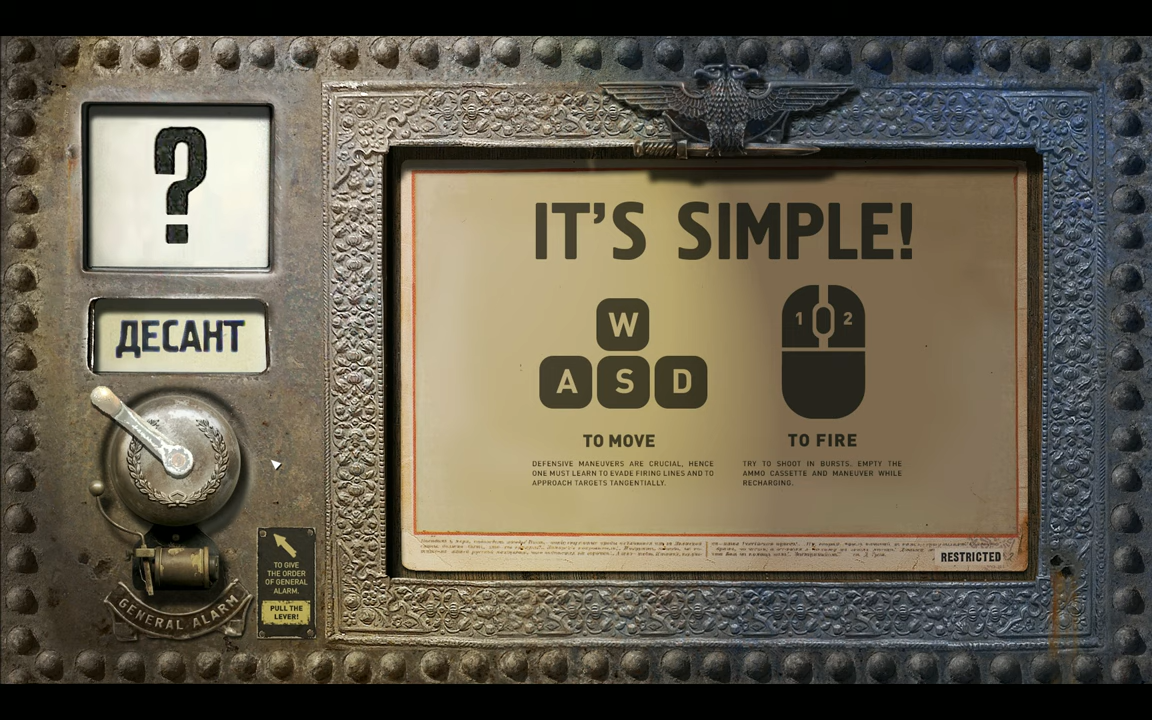 ?
ДЕСАНТ
GENERAL ALARM
TO GIVE
THE ORDER
OF GENERAL
ALARM.
PULL THE
LEVER!
IT'S SIMPLE!
W
A S D
1 2
TO MOVE
DEFENSIVE MANEUVERS ARE CRUCIAL, HENCE
ONE MUST LEARN TO EVADE FIRING LINES AND TO
APPROACH TARGETS TANGENTIALLY.
TO FIRE
TRY TO SHOOT IN BURSTS, EMPTY THE
AMMO CASSETTE AND MANEUVER WHILE
RECHARGING.
RESTRICTED